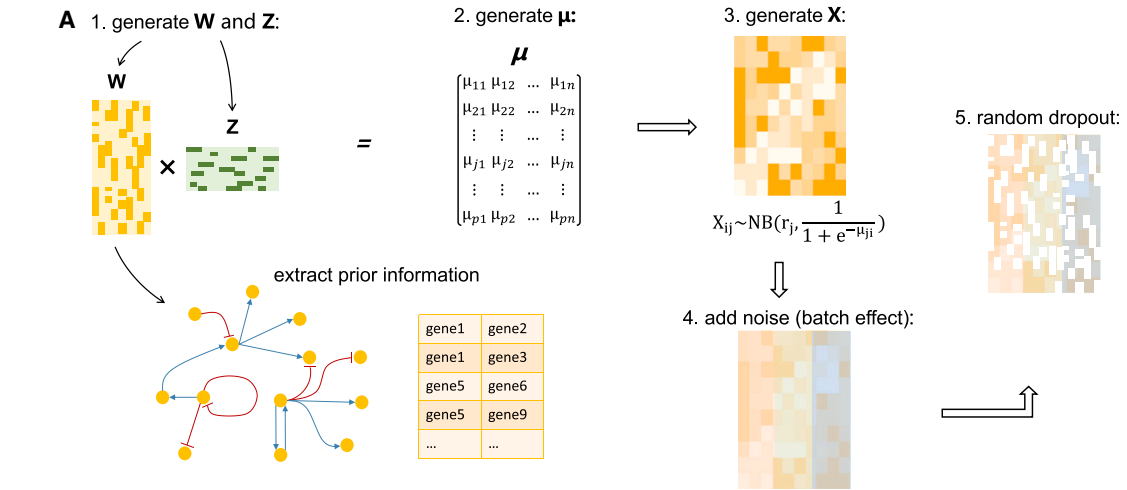 A
1. generate W and Z:
W
×
Z
=
2. generate μ:
μ
μ₁₁ μ₁₂ ... μ₁ₙ
μ₂₁ μ₂₂ ... μ₂ₙ
⋮ ⋮ ... ⋮
μⱼ₁ μⱼ₂ ... μⱼₙ
⋮ ⋮ ... ⋮
μₚ₁ μₚ₂ ... μₚₙ
3. generate X:
Xᵢⱼ~NB(rⱼ, 1 / (1 + e^(−μⱼᵢ)))
4. add noise (batch effect):
5. random dropout:
extract prior information
gene1 gene2
gene1 gene3
gene5 gene6
gene5 gene9
... ...